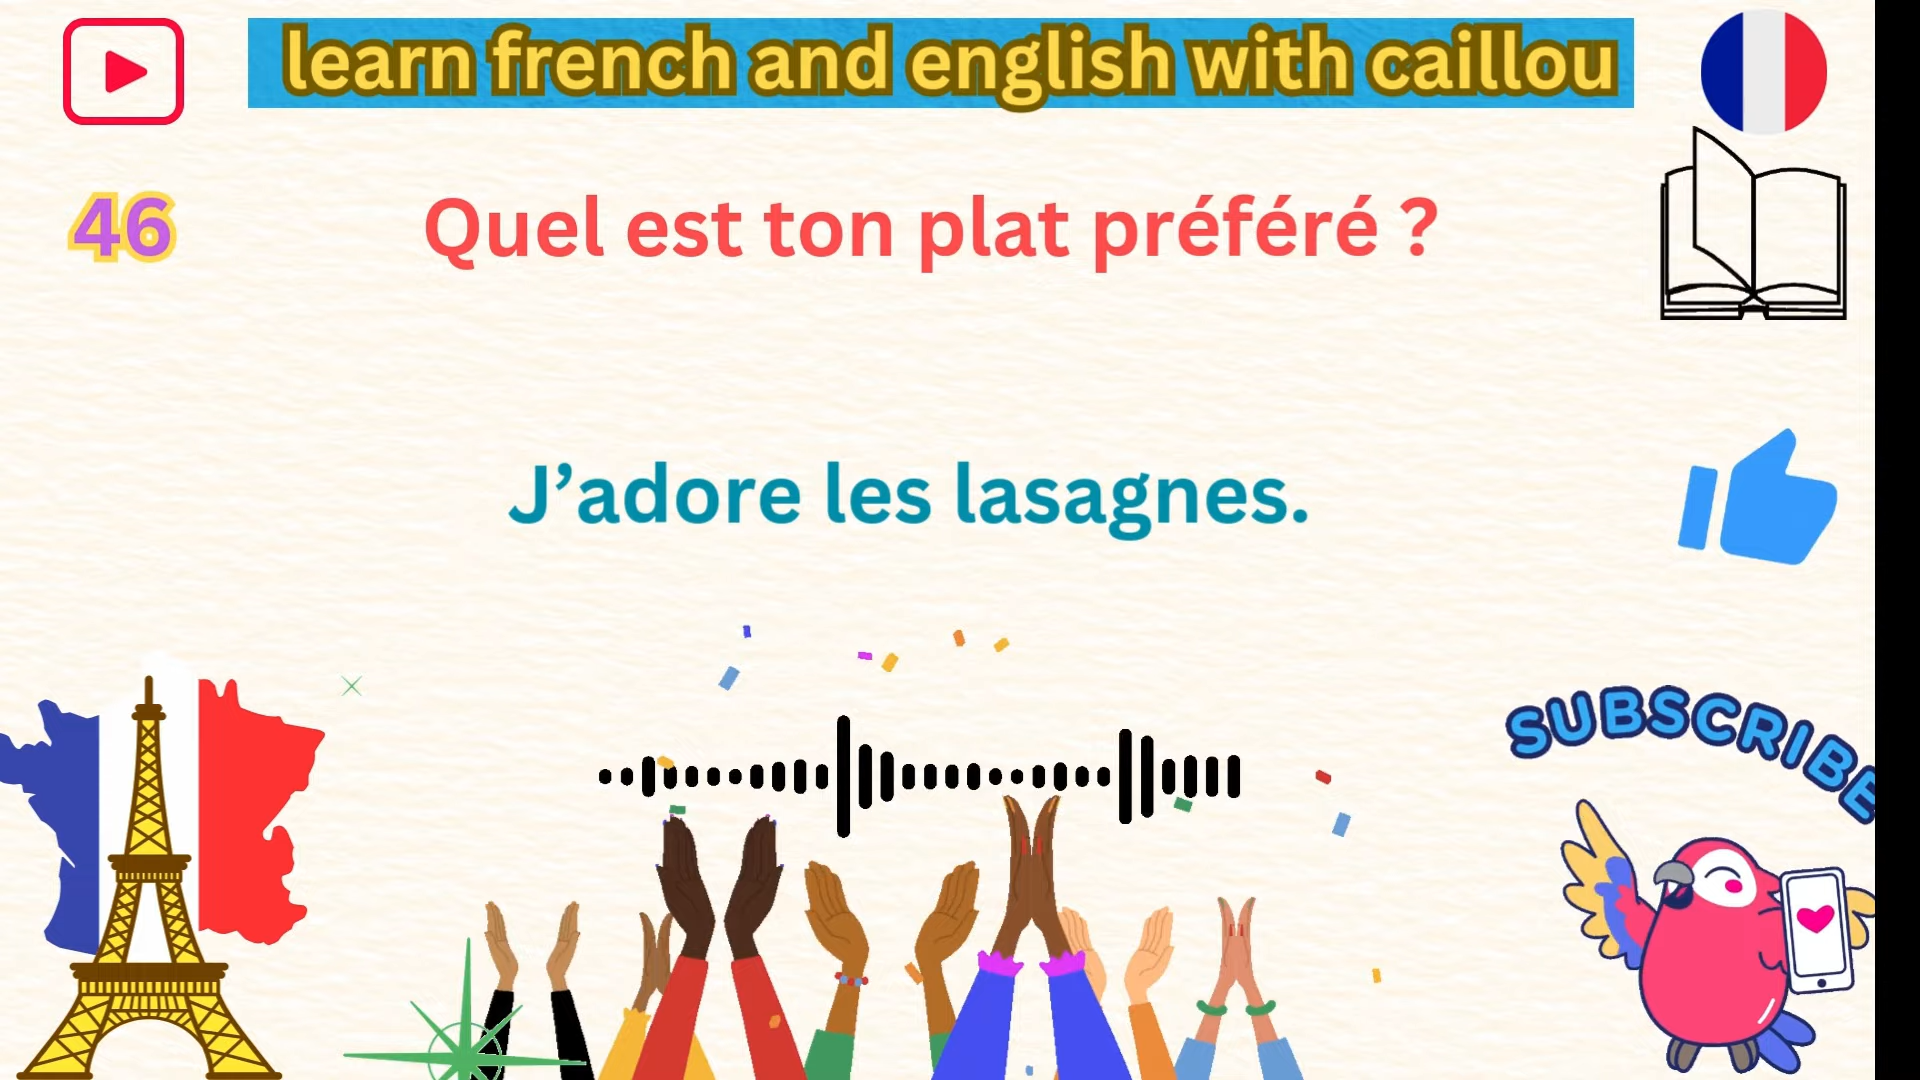 learn french and english with caillou
46
Quel est ton plat préféré ?
J’adore les lasagnes.
SUBSCRIBE